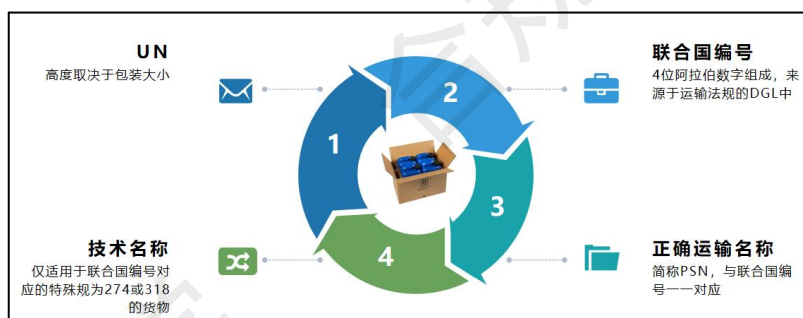 UN
高度取决于包装大小
1
2
联合国编号
4位阿拉伯数字组成，来
源于运输法规的DGL中
技术名称
仅适用于联合国编号对
应的特殊规为274或318
的货物
4
3
正确运输名称
简称PSN，与联合国编
号一一对应